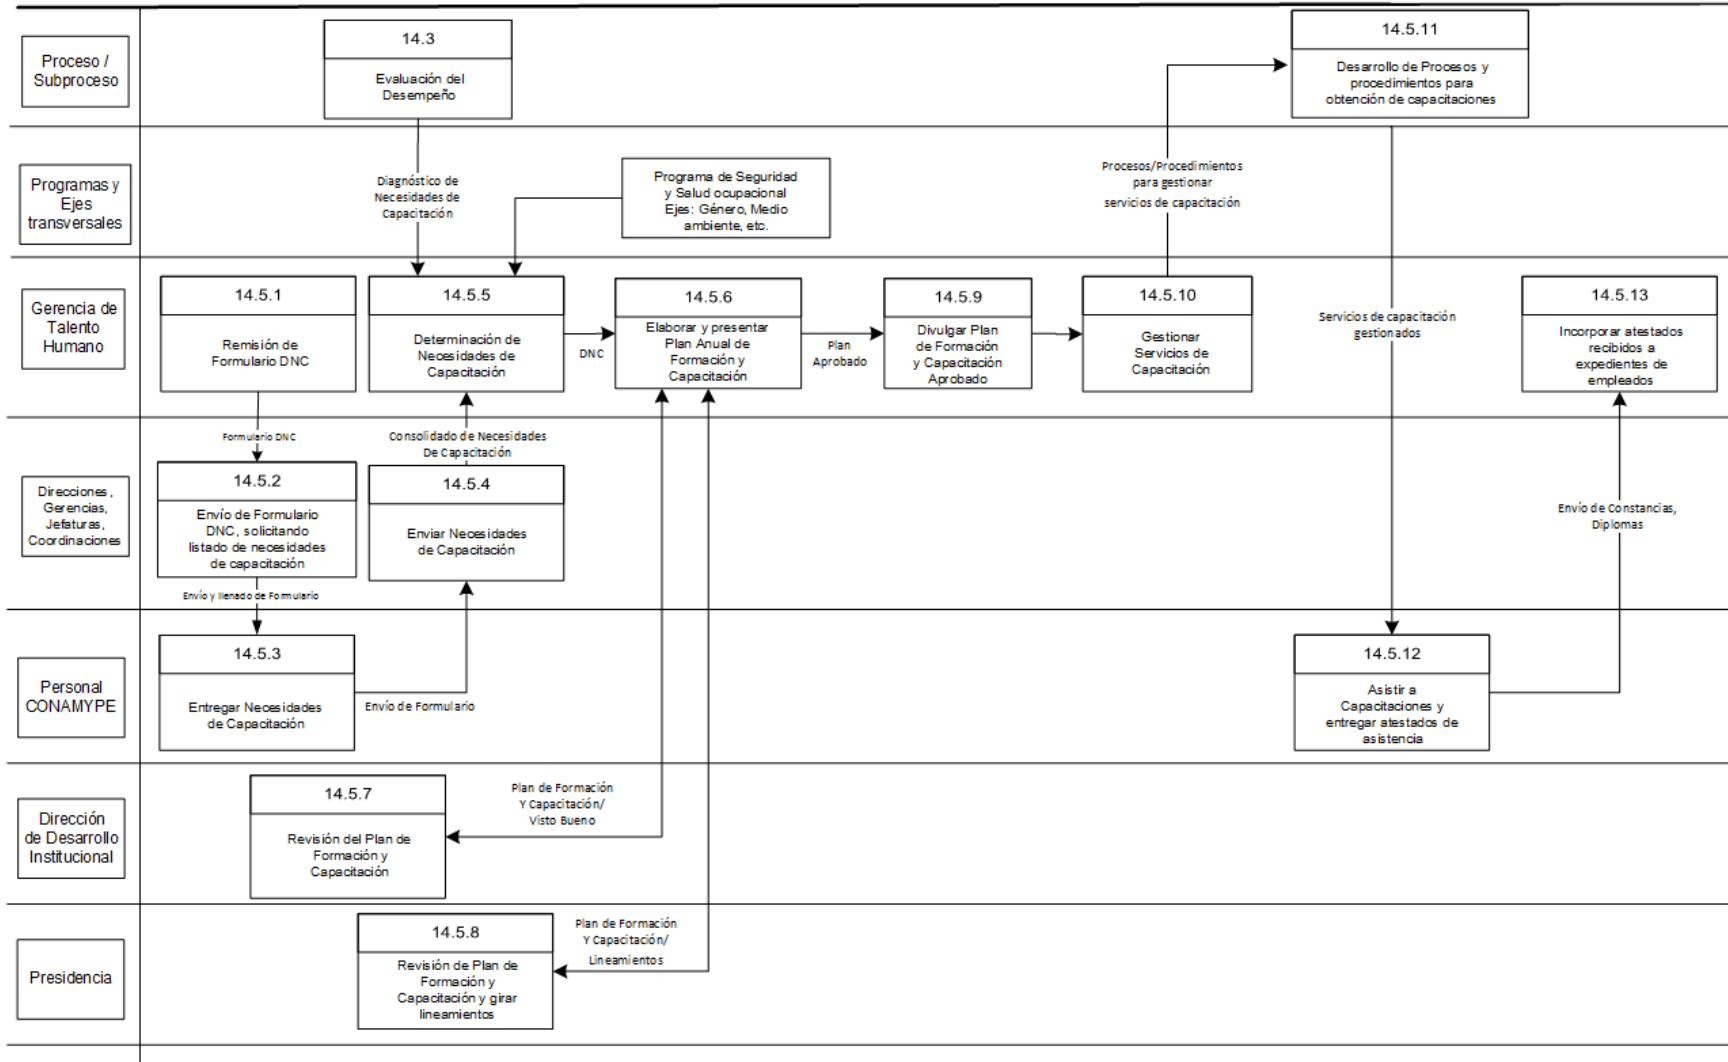 Proceso /
Subproceso
14.3
Evaluación del
Desempeño
14.5.11
Desarrollo de Procesos y
procedimientos para
obtención de capacitaciones
Programas y
Ejes
transversales
Diagnóstico de
Necesidades de
Capacitación
Programa de Seguridad
y Salud ocupacional
Ejes: Género, Medio
ambiente, etc.
Procesos/Procedimientos
para gestionar
servicios de capacitación
Gerencia de
Talento
Humano
14.5.1
Remisión de
Formulario DNC
14.5.5
Determinación de
Necesidades de
Capacitación
DNC
14.5.6
Elaborar y presentar
Plan Anual de
Formación y
Capacitación
Plan
Aprobado
14.5.9
Divulgar Plan
de Formación
y Capacitación
Aprobado
14.5.10
Gestionar
Servicios de
Capacitación
Servicios de capacitación
gestionados
14.5.13
Incorporar atestados
recibidos a
expedientes de
empleados
Direcciones,
Gerencias,
Jefaturas,
Coordinaciones
Formulario DNC
14.5.2
Envío de Formulario
DNC, solicitando
listado de necesidades
de capacitación
Envío y llenado de Formulario
Consolidado de Necesidades
De Capacitación
14.5.4
Enviar Necesidades
de Capacitación
Envío de Constancias,
Diplomas
Personal
CONAMYPE
14.5.3
Entregar Necesidades
de Capacitación
Envío de Formulario
14.5.12
Asistir a
Capacitaciones y
entregar atestados de
asistencia
Dirección
de Desarrollo
Institucional
14.5.7
Revisión del Plan de
Formación y
Capacitación
Plan de Formación
Y Capacitación/
Visto Bueno
Presidencia
14.5.8
Revisión de Plan de
Formación y
Capacitación y girar
lineamientos
Plan de Formación
Y Capacitación/
Lineamientos